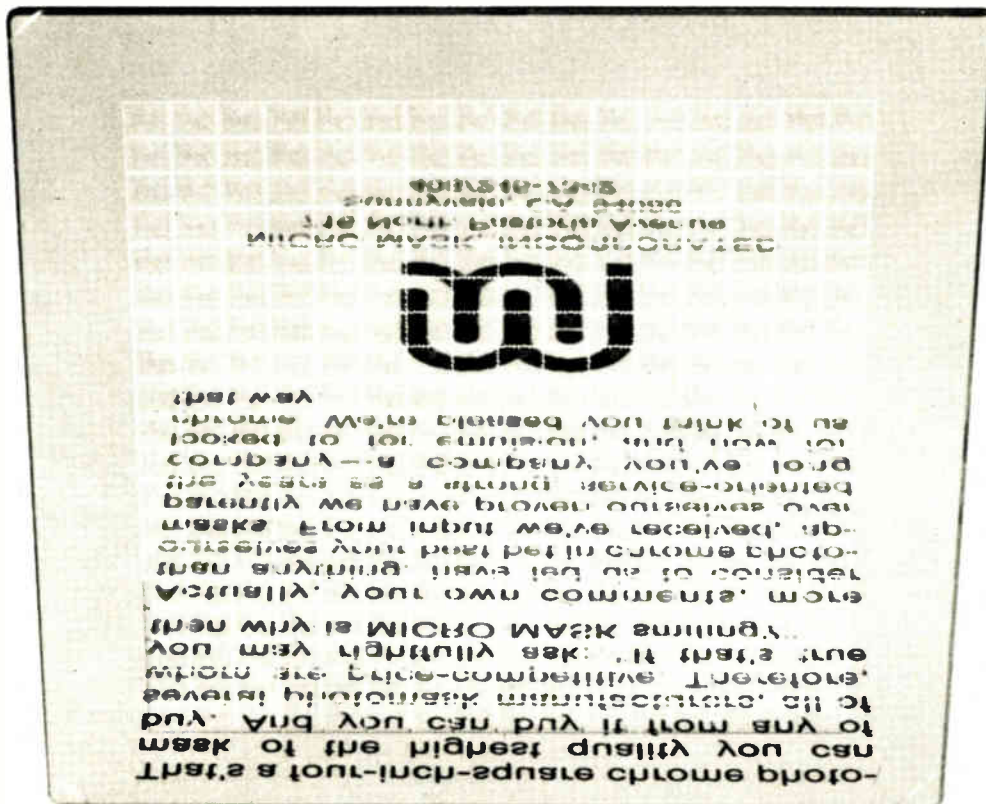 That's a four-inch-square chrome photo-
mask of the highest quality you can
buy. And you can buy it from any of
several photomask manufacturers, all of
whom are price-competitive. Therefore,
you may rightfully ask: "If that's true
then why is MICRO MASK smiling?"
Actually, your own comments, more
than anything, have led us to consider
ourselves your best bet in chrome photo-
masks. From input we've received, ap-
parently we have proven ourselves over
the years as a strong, service-oriented
company—a company you've long
looked to for emulsion, and now for
chrome. We're pleased you think of us
that way.
MICRO MASK, INCORPORATED
North Pastoria Avenue
Sunnyvale, CA